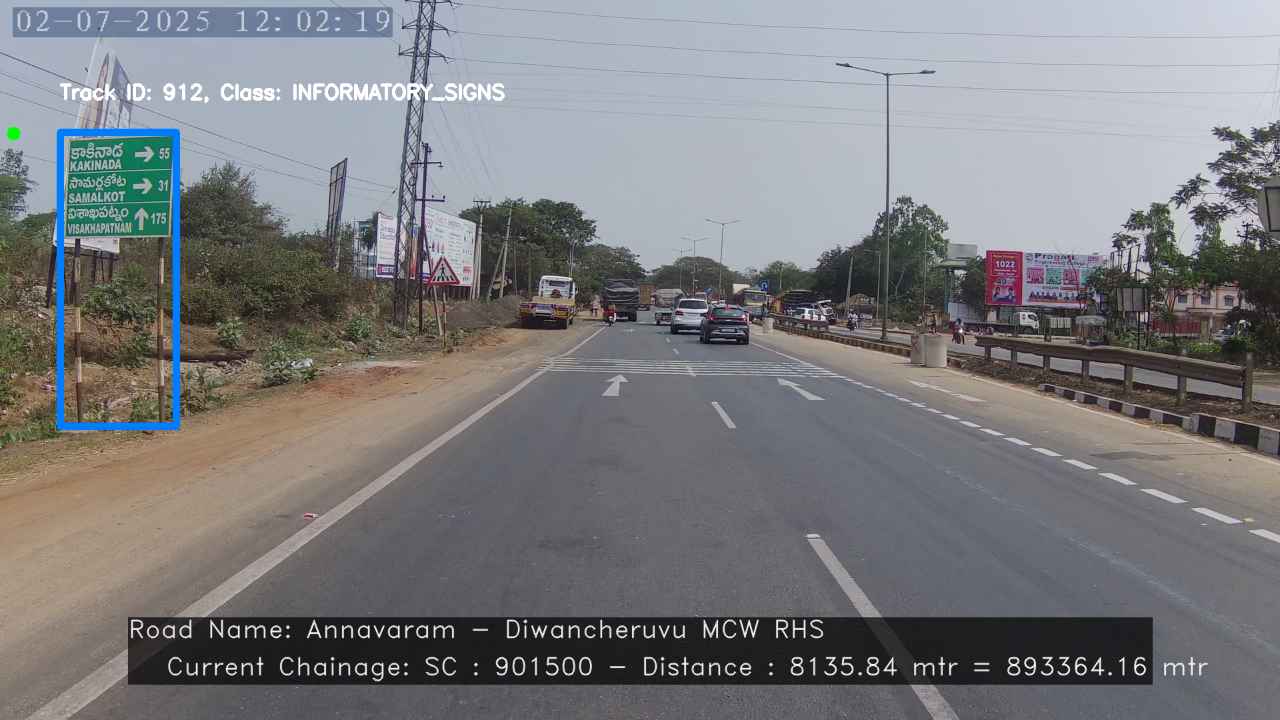 02-07-2025 12:02:19
Track ID: 912, Class: INFORMATORY_SIGNS
కాకినాడ → 55
KAKINADA
సామర్లకోట → 31
SAMALKOT
విశాఖపట్నం ↑ 175
VISAKHAPATNAM
1022
Pragati
Road Name: Annavaram - Diwancheruvu MCW RHS
Current Chainage: SC : 901500 - Distance : 8135.84 mtr = 893364.16 mtr